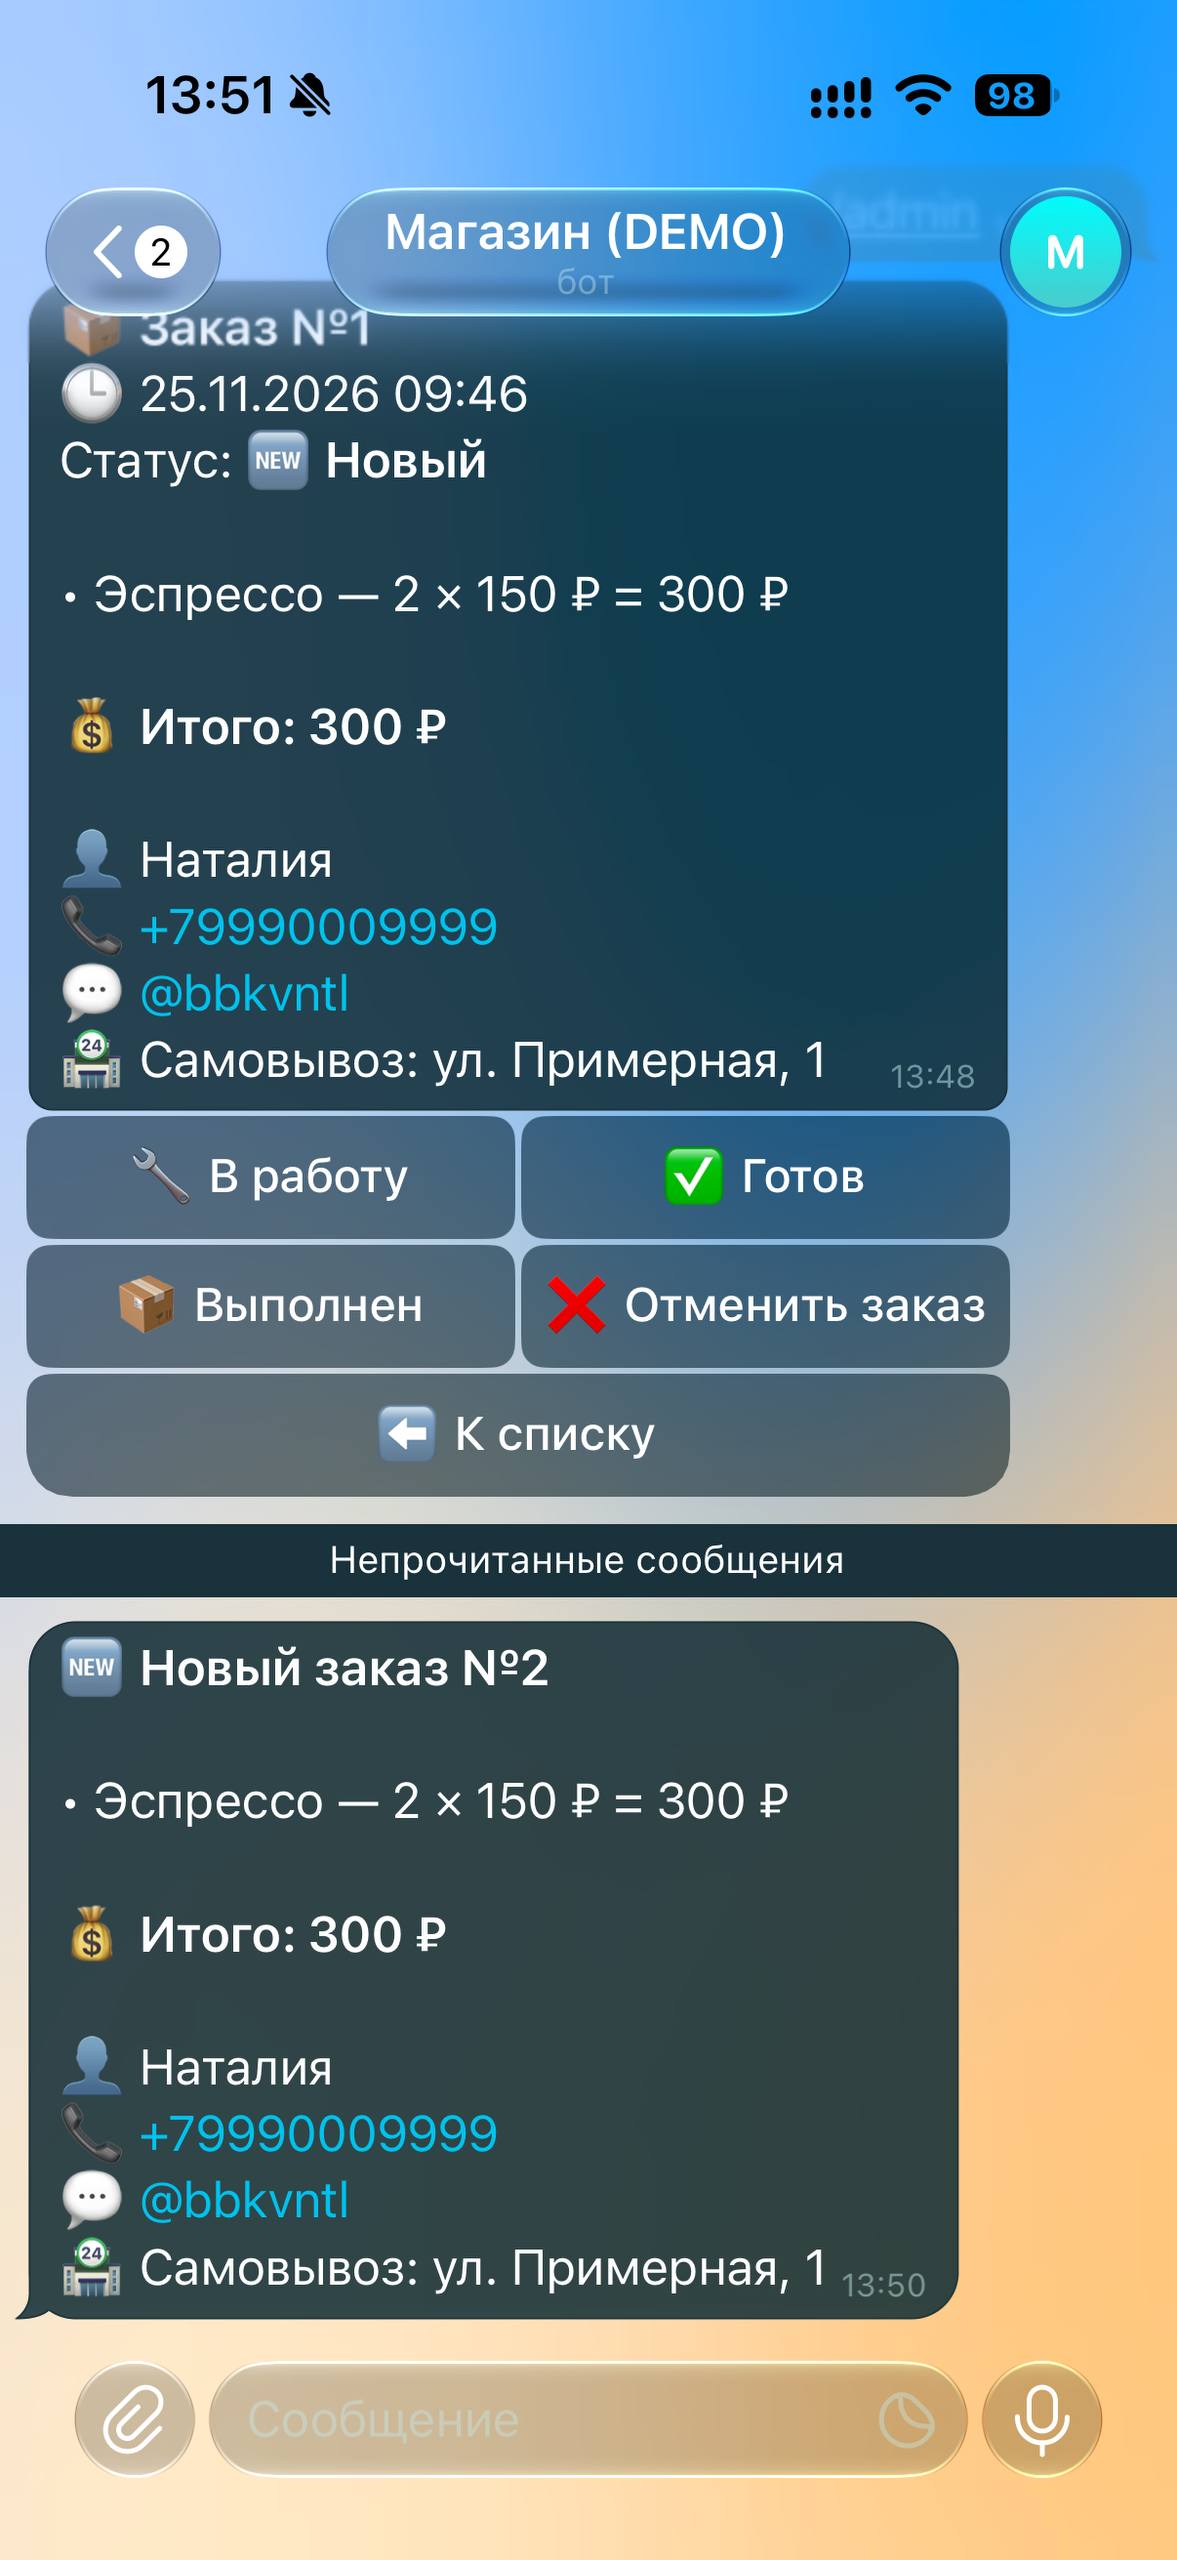 13:51
98
2
Магазин (DEMO)
бот
М
admin
Заказ №1
25.11.2026 09:46
Статус: NEW Новый
• Эспрессо — 2 × 150 ₽ = 300 ₽
Итого: 300 ₽
Наталия
+79990009999
@bbkvntl
24 Самовывоз: ул. Примерная, 1
13:48
В работу
Готов
Выполнен
Отменить заказ
К списку
Непрочитанные сообщения
NEW Новый заказ №2
• Эспрессо — 2 × 150 ₽ = 300 ₽
Итого: 300 ₽
Наталия
+79990009999
@bbkvntl
24 Самовывоз: ул. Примерная, 1
13:50
Сообщение